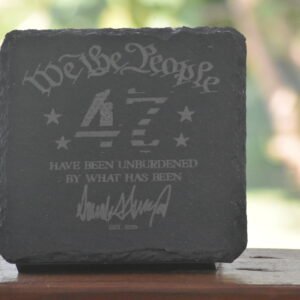 We The People
47
HAVE BEEN UNBURDENED
BY WHAT HAS BEEN